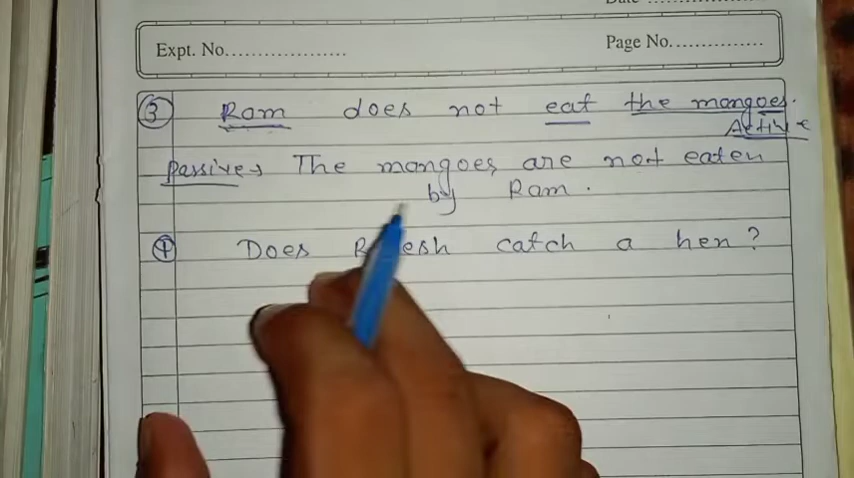 Expt. No...................
Page No...............
③ Ram does not eat the mangoes.
Active
Passive → The mangoes are not eaten
by Ram.
④ Does catch a hen?